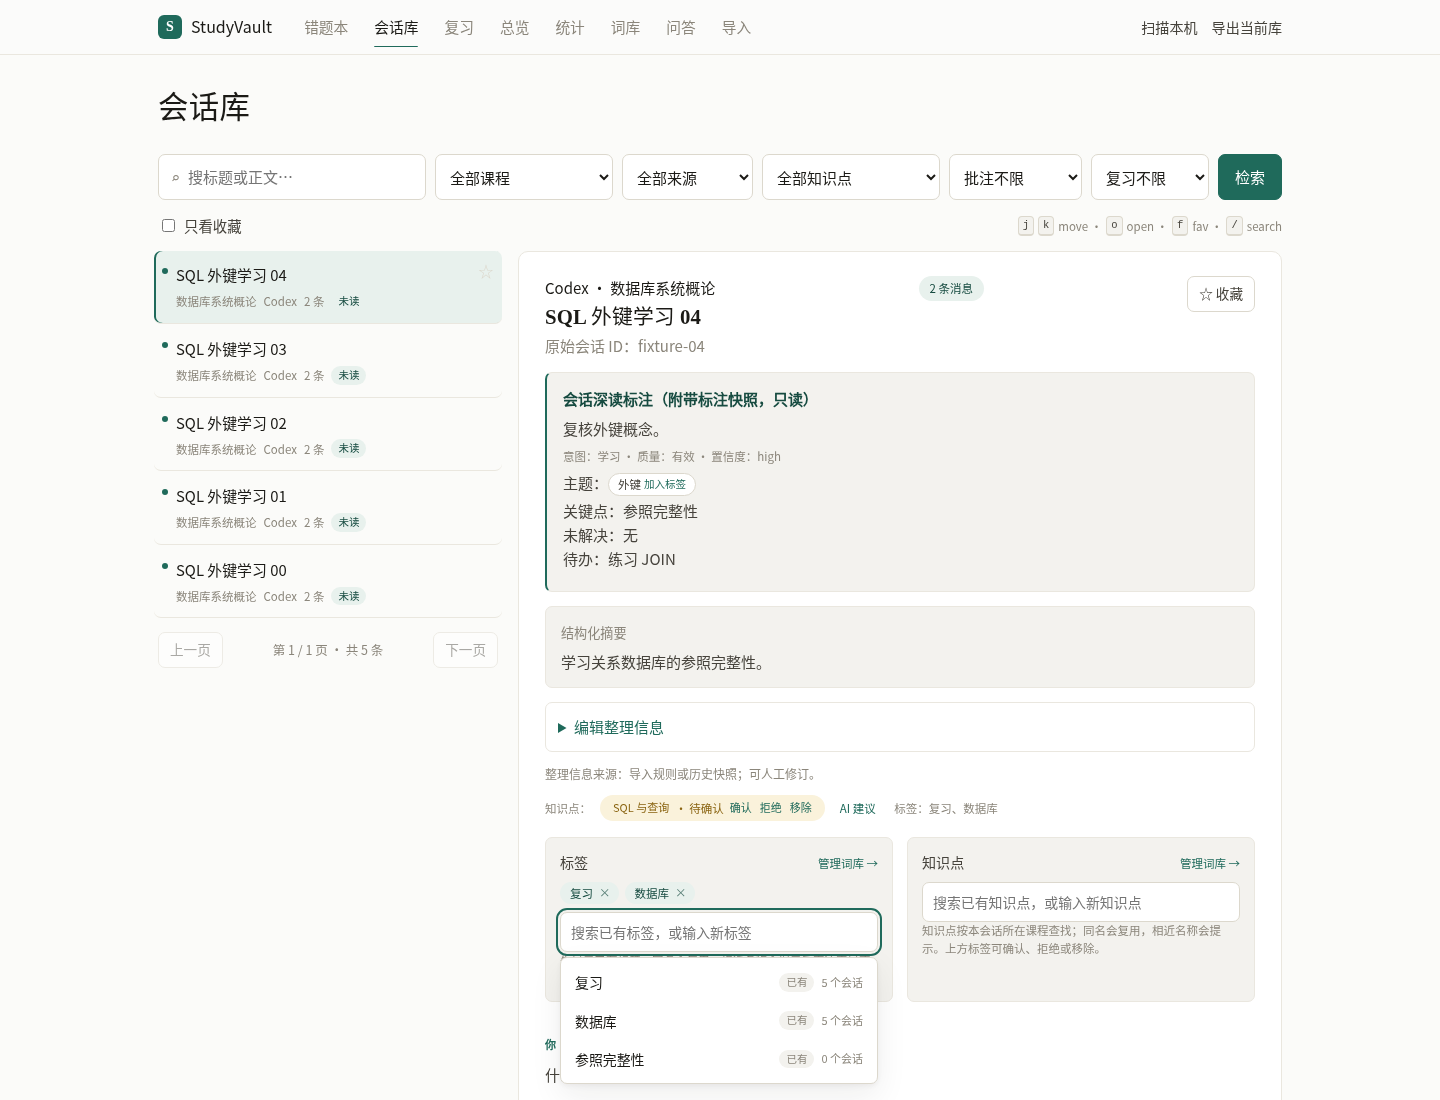 S StudyVault 错题本 会话库 复习 总览 统计 词库 问答 导入 扫描本机 导出当前库
会话库
搜标题或正文… 全部课程 全部来源 全部知识点 批注不限 复习不限 检索
只看收藏 j k move · o open · f fav · / search
SQL 外键学习 04 ☆
数据库系统概论 Codex 2 条 未读
SQL 外键学习 03
数据库系统概论 Codex 2 条 未读
SQL 外键学习 02
数据库系统概论 Codex 2 条 未读
SQL 外键学习 01
数据库系统概论 Codex 2 条 未读
SQL 外键学习 00
数据库系统概论 Codex 2 条 未读
上一页 第 1 / 1 页 · 共 5 条 下一页
Codex · 数据库系统概论 2 条消息 ☆ 收藏
SQL 外键学习 04
原始会话 ID：fixture-04
会话深读标注（附带标注快照，只读）
复核外键概念。
意图：学习 · 质量：有效 · 置信度：high
主题： 外键 加入标签
关键点：参照完整性
未解决：无
待办：练习 JOIN
结构化摘要
学习关系数据库的参照完整性。
▶ 编辑整理信息
整理信息来源：导入规则或历史快照；可人工修订。
知识点： SQL 与查询 · 待确认 确认 拒绝 移除 AI 建议 标签：复习、数据库
标签 管理词库 →
复习 × 数据库 ×
搜索已有标签，或输入新标签
复习 已有 5 个会话
数据库 已有 5 个会话
参照完整性 已有 0 个会话
知识点 管理词库 →
搜索已有知识点，或输入新知识点
知识点按本会话所在课程查找；同名会复用，相近名称会提
示。上方标签可确认、拒绝或移除。
你
什